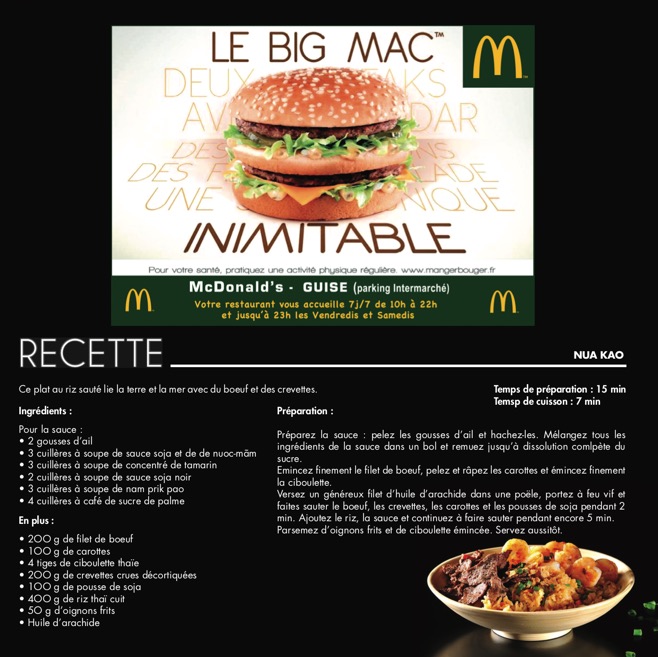 LE BIG MAC™
DEUX AKS
AV DAR
DES NS
DES F ADE
UNE NIQUE
INIMITABLE
Pour votre santé, pratiquez une activité physique régulière. www.mangerbouger.fr
McDonald's - GUISE (parking Intermarché)
Votre restaurant vous accueille 7j/7 de 10h à 22h
et jusqu'à 23h les Vendredis et Samedis
RECETTE
NUA KAO
Ce plat au riz sauté lie la terre et la mer avec du boeuf et des crevettes.
Temps de préparation : 15 min
Temsp de cuisson : 7 min
Ingrédients :
Pour la sauce :
• 2 gousses d'ail
• 3 cuillères à soupe de sauce soja et de de nuoc-mâm
• 3 cuillères à soupe de concentré de tamarin
• 2 cuillères à soupe de sauce soja noir
• 3 cuillères à soupe de nam prik pao
• 4 cuillères à café de sucre de palme
En plus :
• 200 g de filet de boeuf
• 100 g de carottes
• 4 tiges de ciboulette thaïe
• 200 g de crevettes crues décortiquées
• 100 g de pousse de soja
• 400 g de riz thaï cuit
• 50 g d'oignons frits
• Huile d'arachide
Préparation :
Préparez la sauce : pelez les gousses d'ail et hachez-les. Mélangez tous les
ingrédients de la sauce dans un bol et remuez jusqu'à dissolution comlpète du
sucre.
Emincez finement le filet de boeuf, pelez et râpez les carottes et émincez finement
la ciboulette.
Versez un généreux filet d'huile d'arachide dans une poële, portez à feu vif et
faites sauter le boeuf, les crevettes, les carottes et les pousses de soja pendant 2
min. Ajoutez le riz, la sauce et continuez à faire sauter pendant encore 5 min.
Parsemez d'oignons frits et de ciboulette émincée. Servez aussitôt.